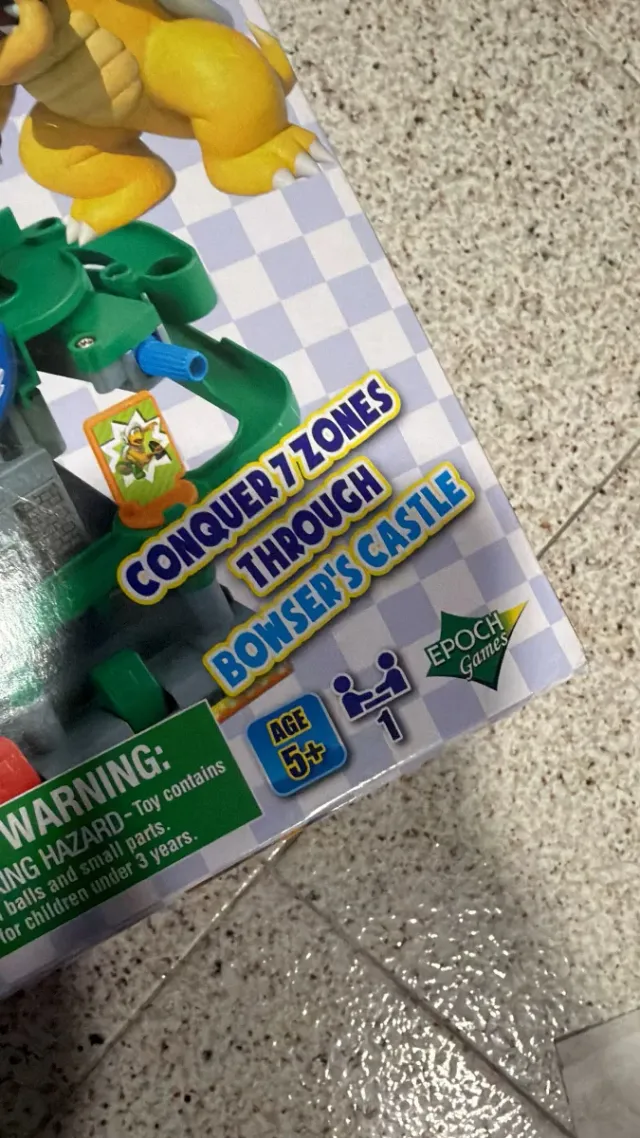 CONQUER 7 ZONES
THROUGH
BOWSER'S CASTLE
EPOCH
Games
AGE
5+
1
WARNING:
KING HAZARD-Toy contains
balls and small parts.
for children under 3 years.